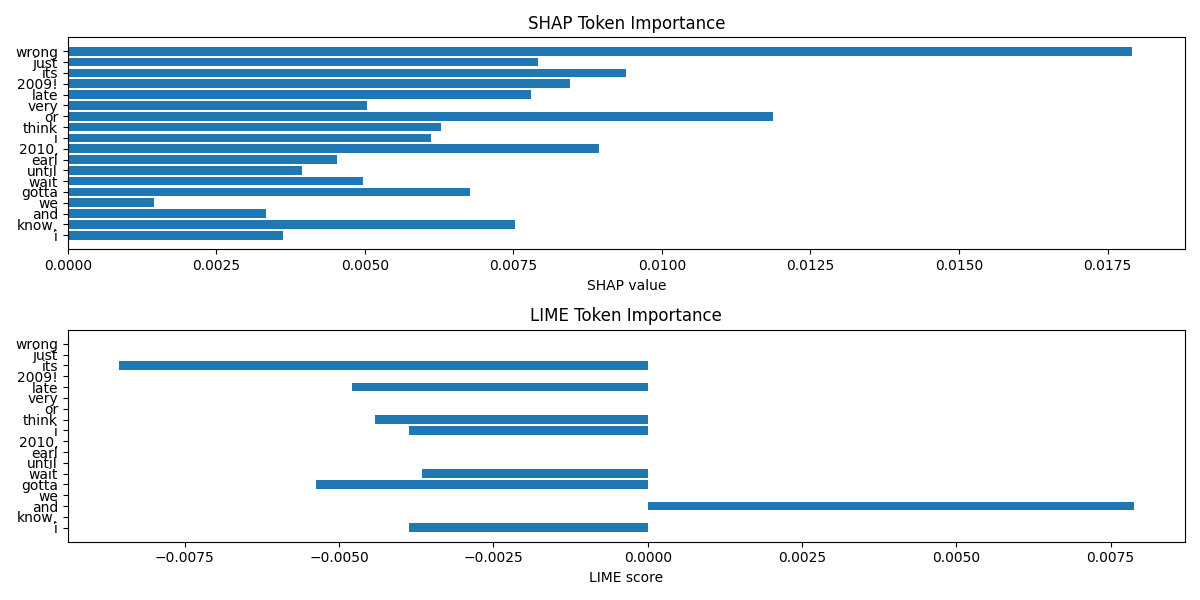 SHAP Token Importance
wrong
just
its
2009!
late
very
or
think
i
2010,
earl
until
wait
gotta
we
and
know,
i
0.0000 0.0025 0.0050 0.0075 0.0100 0.0125 0.0150 0.0175
SHAP value
LIME Token Importance
wrong
just
its
2009!
late
very
or
think
i
2010,
earl
until
wait
gotta
we
and
know,
i
−0.0075 −0.0050 −0.0025 0.0000 0.0025 0.0050 0.0075
LIME score